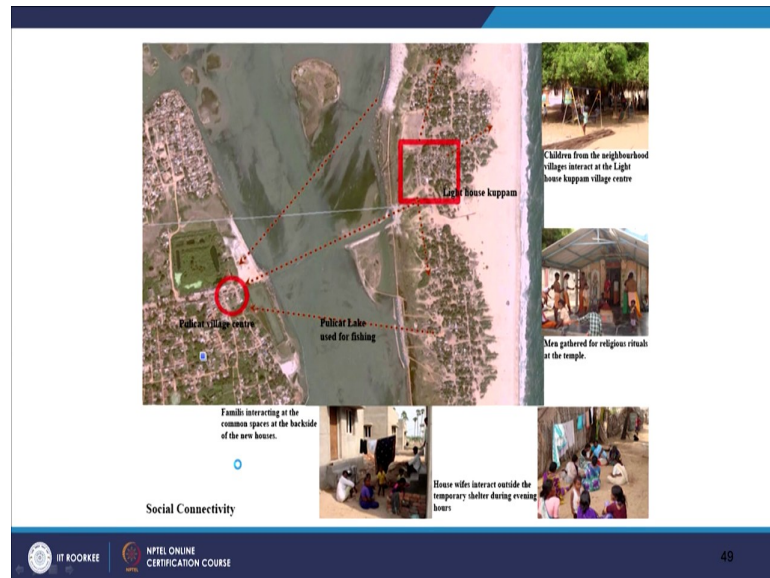 Children from the neighbourhood
villages interact at the Light
house kuppam village centre
Light house kuppam
Pulicat village centre
Pulicat Lake
used for fishing
Men gathered for religious rituals
at the temple.
Familis interacting at the
common spaces at the backside
of the new houses.
House wifes interact outside the
temporary shelter during evening
hours
Social Connectivity
IIT ROORKEE
NPTEL
NPTEL ONLINE
CERTIFICATION COURSE
49